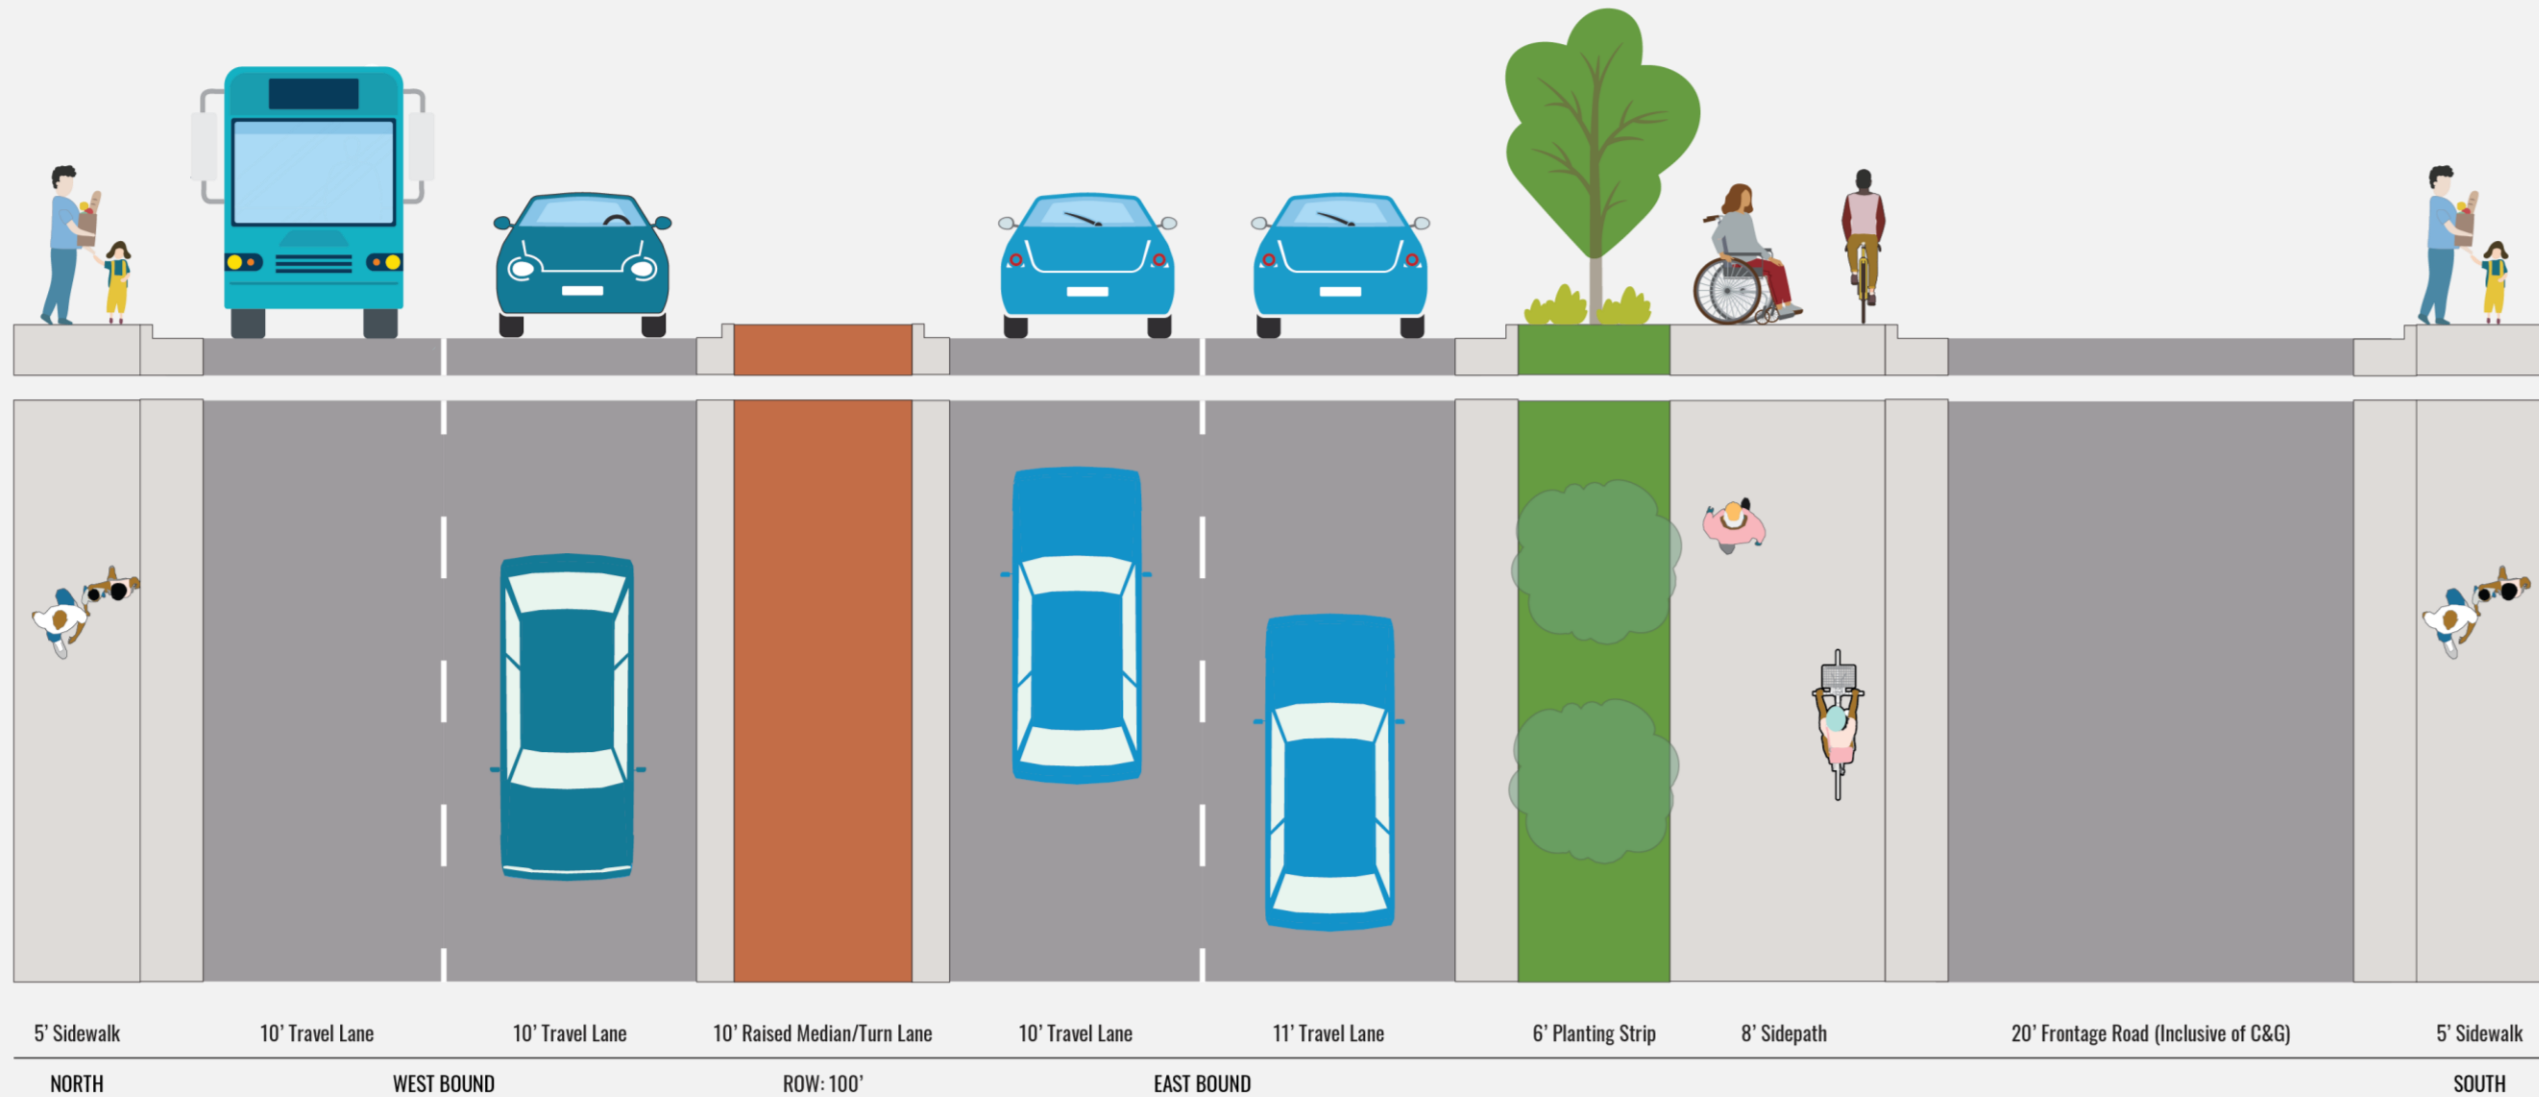 5’ Sidewalk
10’ Travel Lane
10’ Travel Lane
10’ Raised Median/Turn Lane
10’ Travel Lane
11’ Travel Lane
6’ Planting Strip
8’ Sidepath
20’ Frontage Road (Inclusive of C&G)
5’ Sidewalk
NORTH
WEST BOUND
ROW: 100’
EAST BOUND
SOUTH